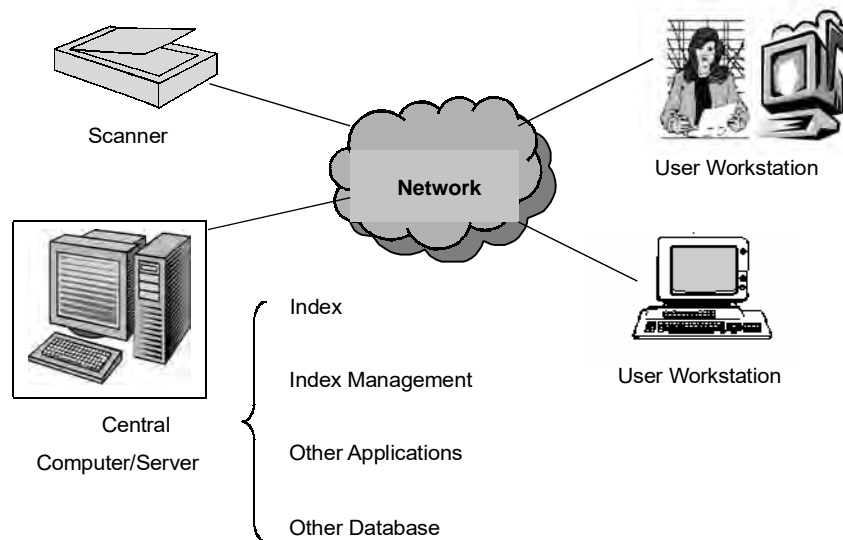 Scanner
Network
User Workstation
User Workstation
Central
Computer/Server
Index
Index Management
Other Applications
Other Database